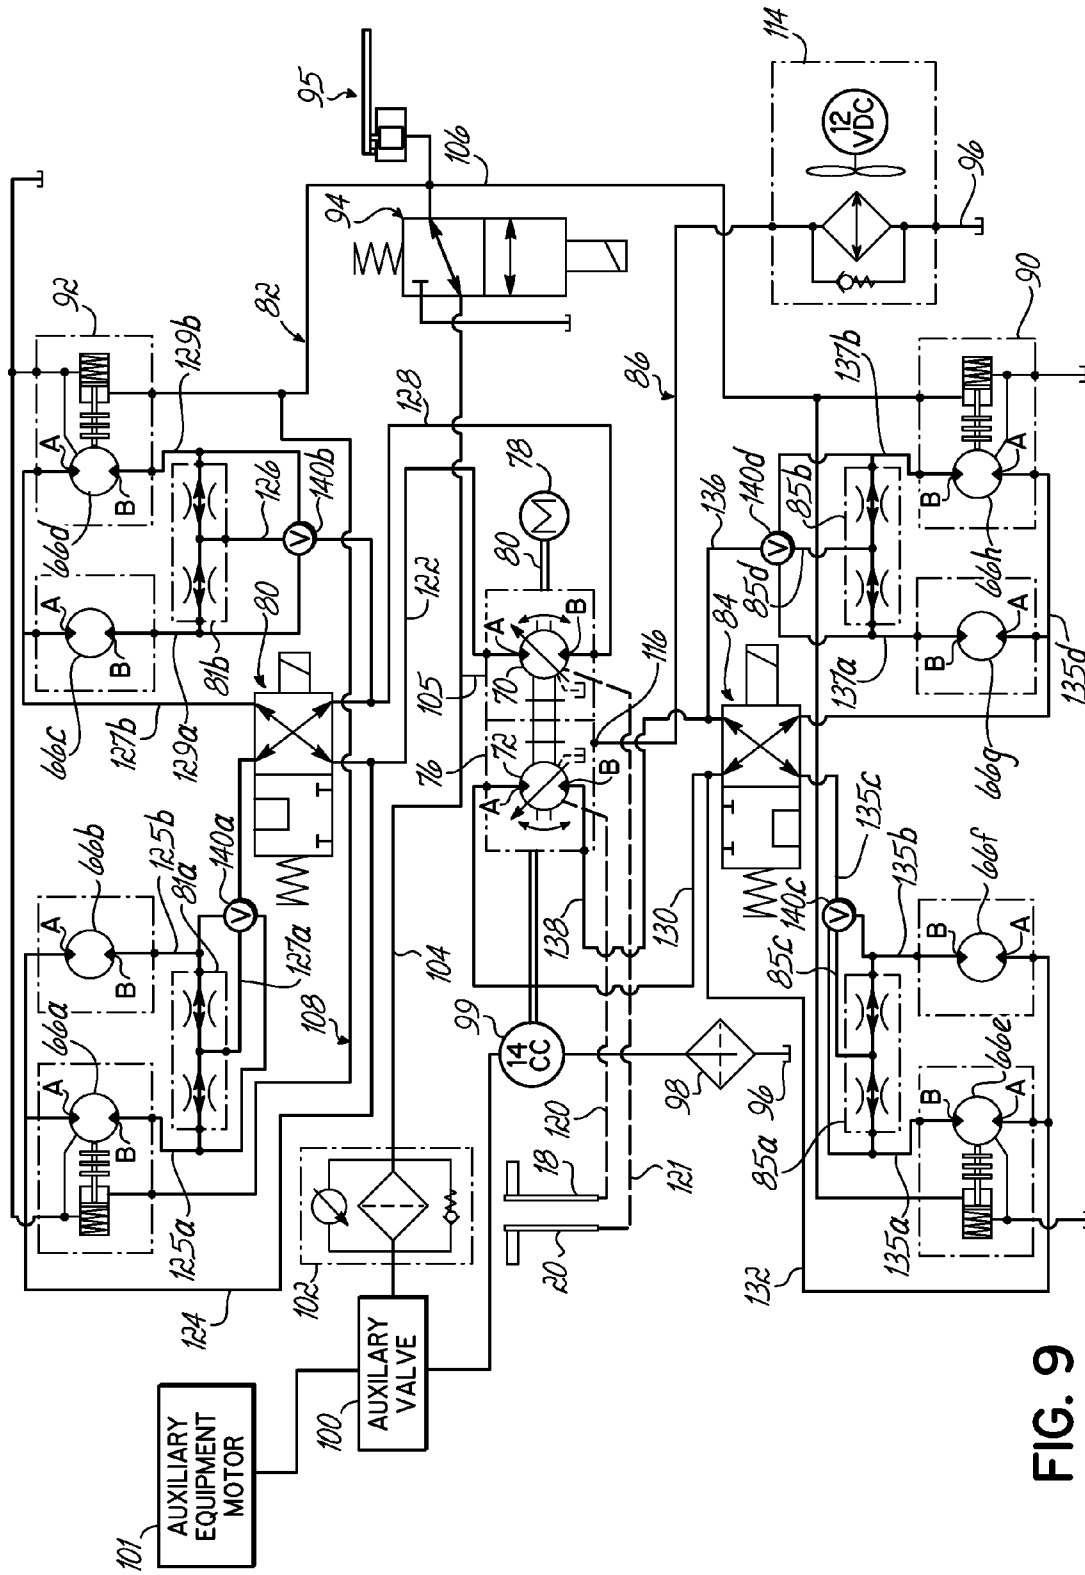 95
106
94
114
12
VDC
96
92
129b
82
128
86
90
137b
A
B
66d
126
140b
122
78
M
80
136
140d
85b
85d
B
A
66h
A
B
66c
127b
129a
81b
80
105
A
B
70
116
84
137a
B
A
66g
135d
76
72
A
B
66b
125b
81a
140a
127a
A
B
138
130
140c
135c
135b
66f
B
A
85c
66a
A
B
108
104
99
14
CC
98
96
85a
66e
B
A
125a
124
102
120
18
121
20
132
135a
100
AUXILARY
VALVE
101
AUXILIARY
EQUIPMENT
MOTOR
FIG. 9